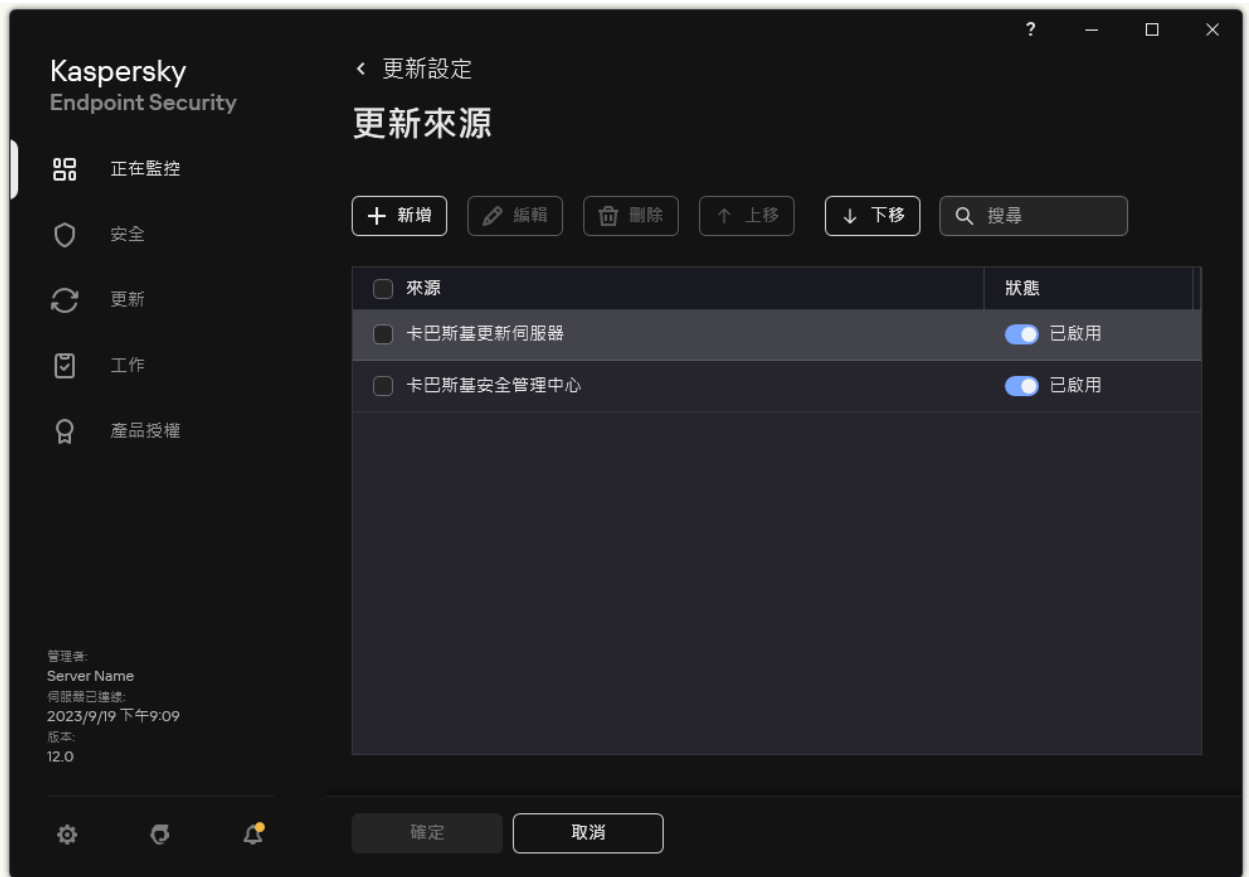 ?
Kaspersky
Endpoint Security
更新設定
更新來源
正在監控
安全
更新
工作
產品授權
新增
編輯
刪除
上移
下移
搜尋
來源
狀態
卡巴斯基更新伺服器
已啟用
卡巴斯基安全管理中心
已啟用
管理者:
Server Name
伺服器已連線:
2023/9/19 下午9:09
版本:
12.0
確定
取消